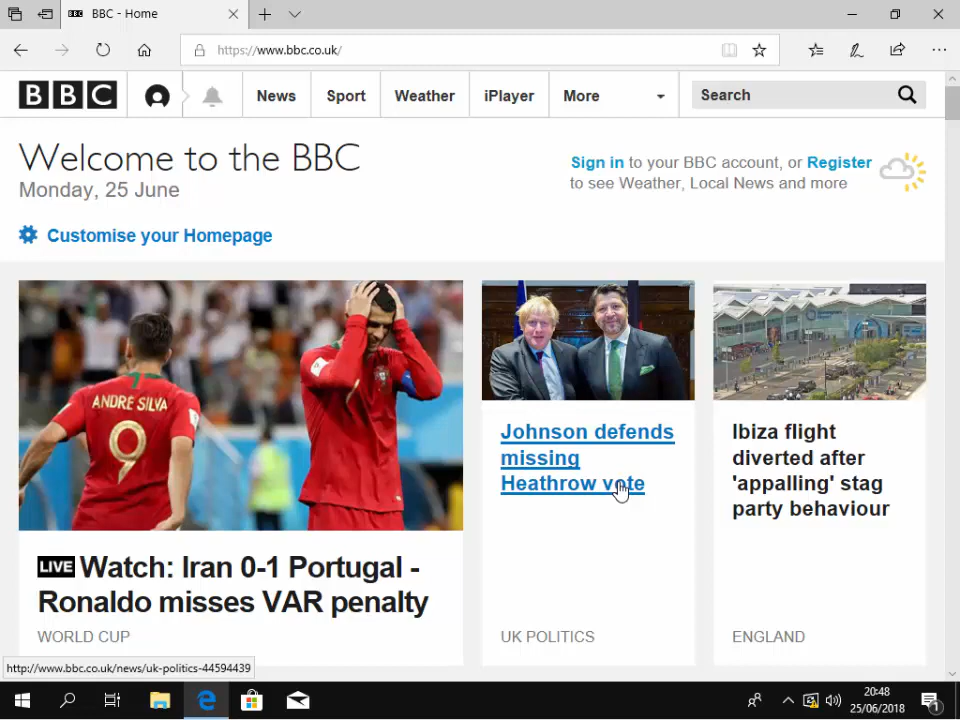 BBC - Home
https://www.bbc.co.uk/
BBC
News
Sport
Weather
iPlayer
More
Search
Welcome to the BBC
Monday, 25 June
Sign in to your BBC account, or Register
to see Weather, Local News and more
Customise your Homepage
ANDRÉ SILVA
9
LIVE Watch: Iran 0-1 Portugal -
Ronaldo misses VAR penalty
WORLD CUP
Johnson defends
missing
Heathrow vote
UK POLITICS
Ibiza flight
diverted after
'appalling' stag
party behaviour
ENGLAND
http://www.bbc.co.uk/news/uk-politics-44594439
20:48
25/06/2018
1